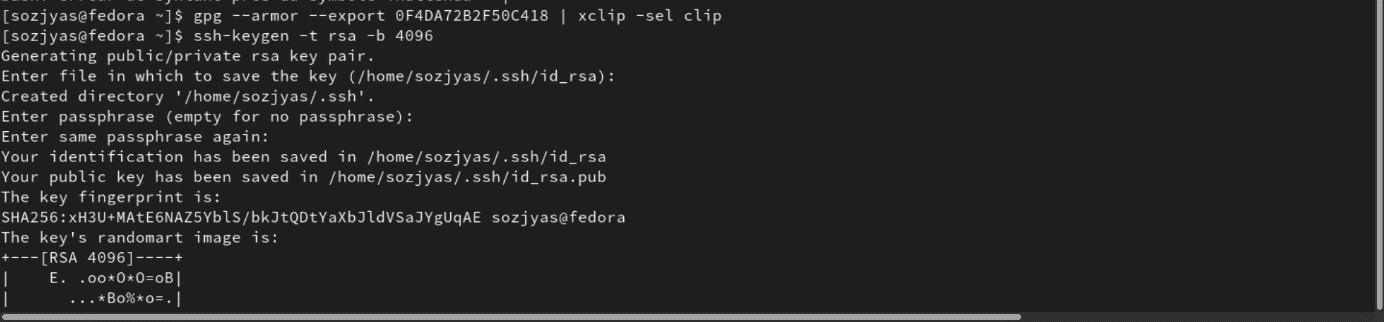 [sozjyas@fedora ~]$ gpg --armor --export 0F4DA72B2F50C418 | xclip -sel clip
[sozjyas@fedora ~]$ ssh-keygen -t rsa -b 4096
Generating public/private rsa key pair.
Enter file in which to save the key (/home/sozjyas/.ssh/id_rsa):
Created directory '/home/sozjyas/.ssh'.
Enter passphrase (empty for no passphrase):
Enter same passphrase again:
Your identification has been saved in /home/sozjyas/.ssh/id_rsa
Your public key has been saved in /home/sozjyas/.ssh/id_rsa.pub
The key fingerprint is:
SHA256:xH3U+MAtE6NAZ5YblS/bkJtQDtYaXbJldVSaJYgUqAE sozjyas@fedora
The key's randomart image is:
+---[RSA 4096]----+
|    E. .oo*O*O=oB|
|      ...*Bo%*o=.|